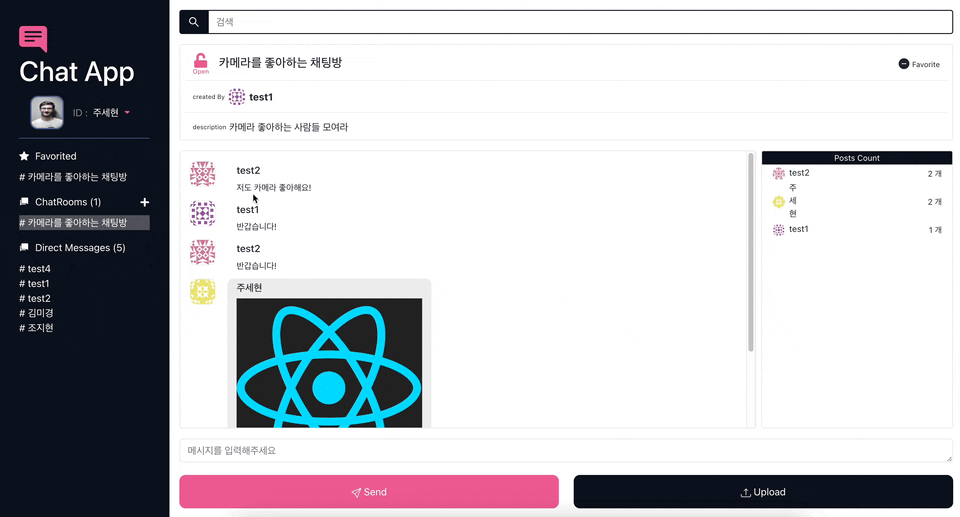 Chat App
ID : 주세현
Favorited
# 카메라를 좋아하는 채팅방
ChatRooms (1)
# 카메라를 좋아하는 채팅방
Direct Messages (5)
# test4
# test1
# test2
# 김미경
# 조지현
검색
Open
카메라를 좋아하는 채팅방
Favorite
created By test1
description 카메라 좋아하는 사람들 모여라
test2
저도 카메라 좋아해요!
test1
반갑습니다!
test2
반갑습니다!
주세현
Posts Count
test2 2 개
주
세
현
2 개
test1 1 개
메시지를 입력해주세요
Send
Upload